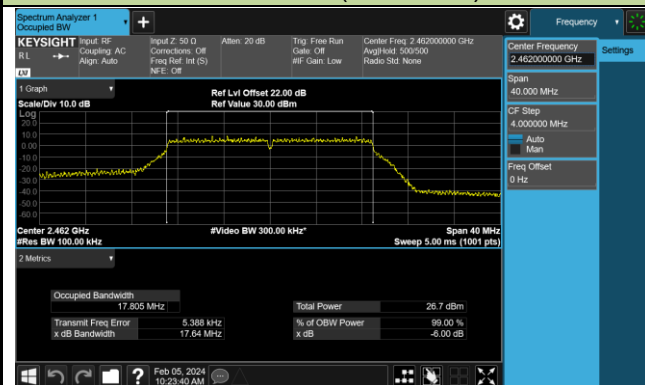 Spectrum Analyzer 1
Occupied BW
Frequency
KEYSIGHT
RL
LXI
Input: RF
Coupling: AC
Align: Auto
Input Z: 50 Ω
Corrections: Off
Freq Ref: Int (S)
NFE: Off
Atten: 20 dB
Trig: Free Run
Gate: Off
#IF Gain: Low
Center Freq: 2.462000000 GHz
Avg|Hold: 500/500
Radio Std: None
Center Frequency
2.462000000 GHz
Settings
Span
40.000 MHz
CF Step
4.000000 MHz
Auto
Man
Freq Offset
0 Hz
1 Graph
Scale/Div 10.0 dB
Ref Lvl Offset 22.00 dB
Ref Value 30.00 dBm
Log
20.0
10.0
0.00
-10.0
-20.0
-30.0
-40.0
-50.0
-60.0
Center 2.462 GHz
#Res BW 100.00 kHz
#Video BW 300.00 kHz*
Span 40 MHz
Sweep 5.00 ms (1001 pts)
2 Metrics
Occupied Bandwidth
17.805 MHz
Total Power 26.7 dBm
Transmit Freq Error 5.388 kHz
% of OBW Power 99.00 %
x dB Bandwidth 17.64 MHz
x dB -6.00 dB
?
Feb 05, 2024
10:23:40 AM